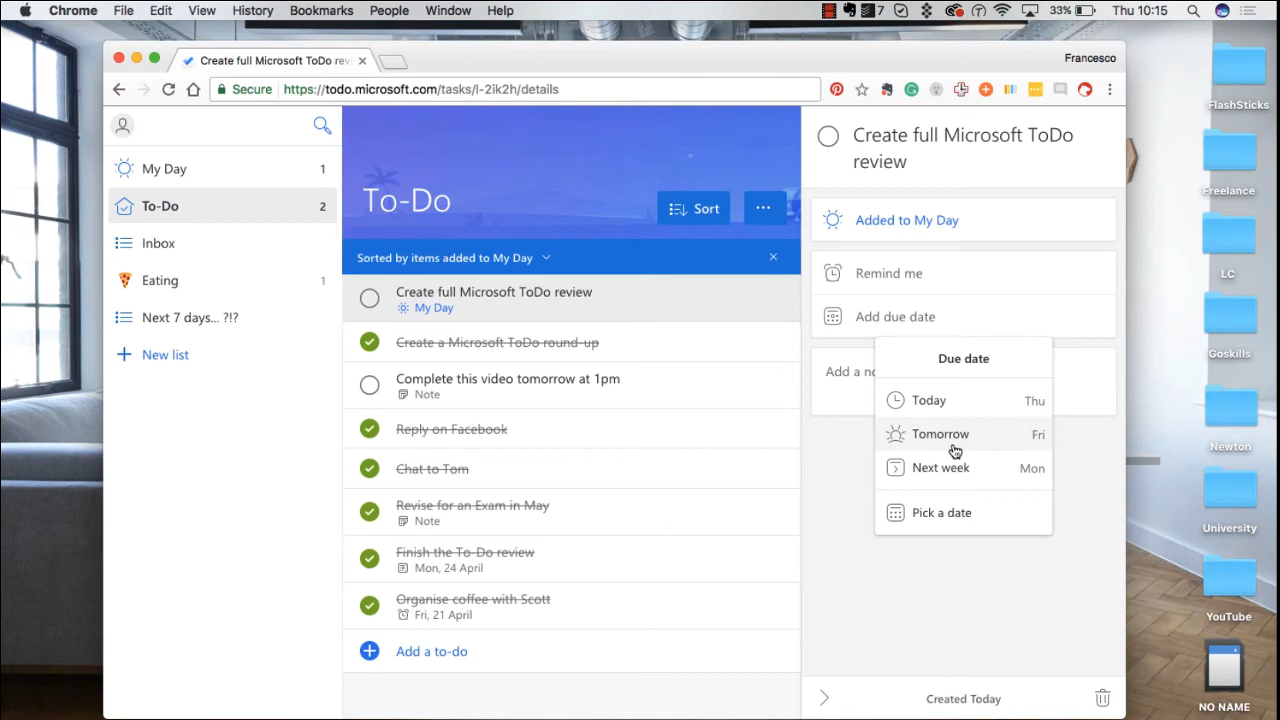 Chrome File Edit View History Bookmarks People Window Help 7 33% Thu 10:15
Create full Microsoft ToDo revi
Francesco
Secure https://todo.microsoft.com/tasks/l-2ik2h/details
My Day 1
To-Do 2
Inbox
Eating 1
Next 7 days... ?!?
New list
To-Do
Sort
Sorted by items added to My Day
Create full Microsoft ToDo review
My Day
Create a Microsoft ToDo round-up
Complete this video tomorrow at 1pm
Note
Reply on Facebook
Chat to Tom
Revise for an Exam in May
Note
Finish the To-Do review
Mon, 24 April
Organise coffee with Scott
Fri, 21 April
Add a to-do
Create full Microsoft ToDo
review
Added to My Day
Remind me
Add due date
Add a no
Due date
Today Thu
Tomorrow Fri
Next week Mon
Pick a date
Created Today
FlashSticks
Freelance
LC
Goskills
Newton
University
YouTube
NO NAME